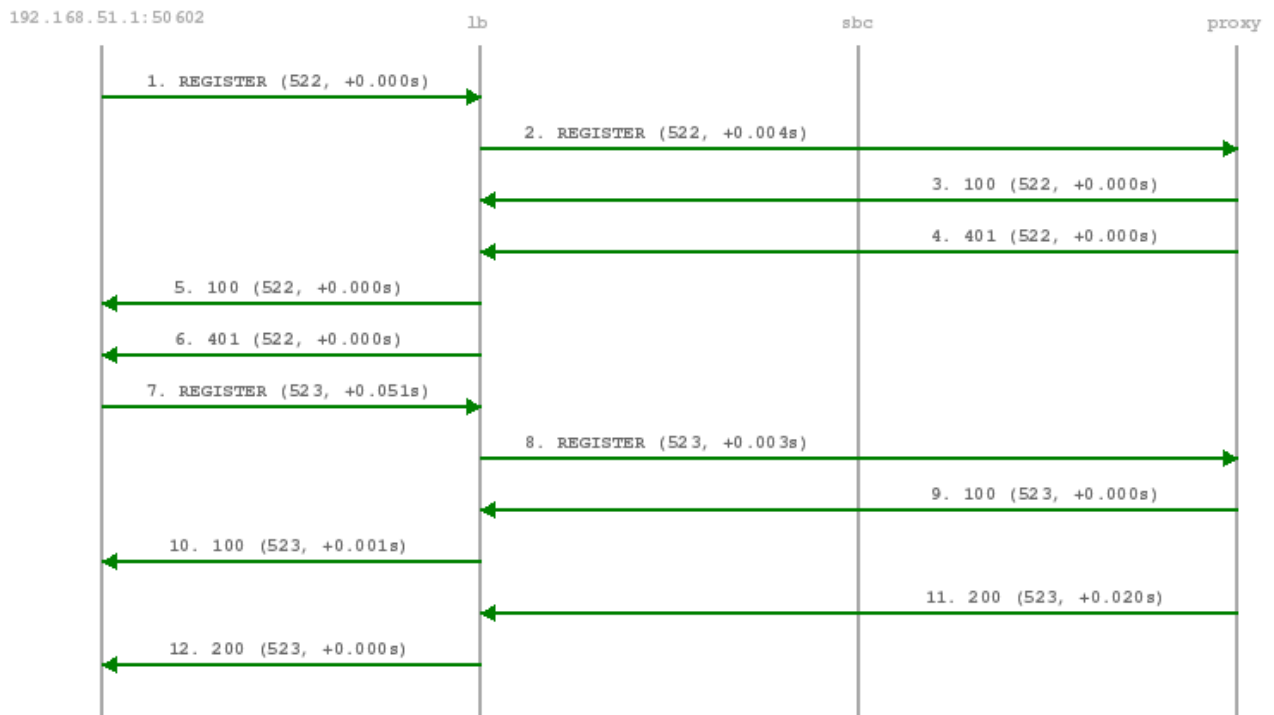 192.168.51.1:50602 lb sbc proxy
1. REGISTER (522, +0.000s)
2. REGISTER (522, +0.004s)
3. 100 (522, +0.000s)
4. 401 (522, +0.000s)
5. 100 (522, +0.000s)
6. 401 (522, +0.000s)
7. REGISTER (523, +0.051s)
8. REGISTER (523, +0.003s)
9. 100 (523, +0.000s)
10. 100 (523, +0.001s)
11. 200 (523, +0.020s)
12. 200 (523, +0.000s)